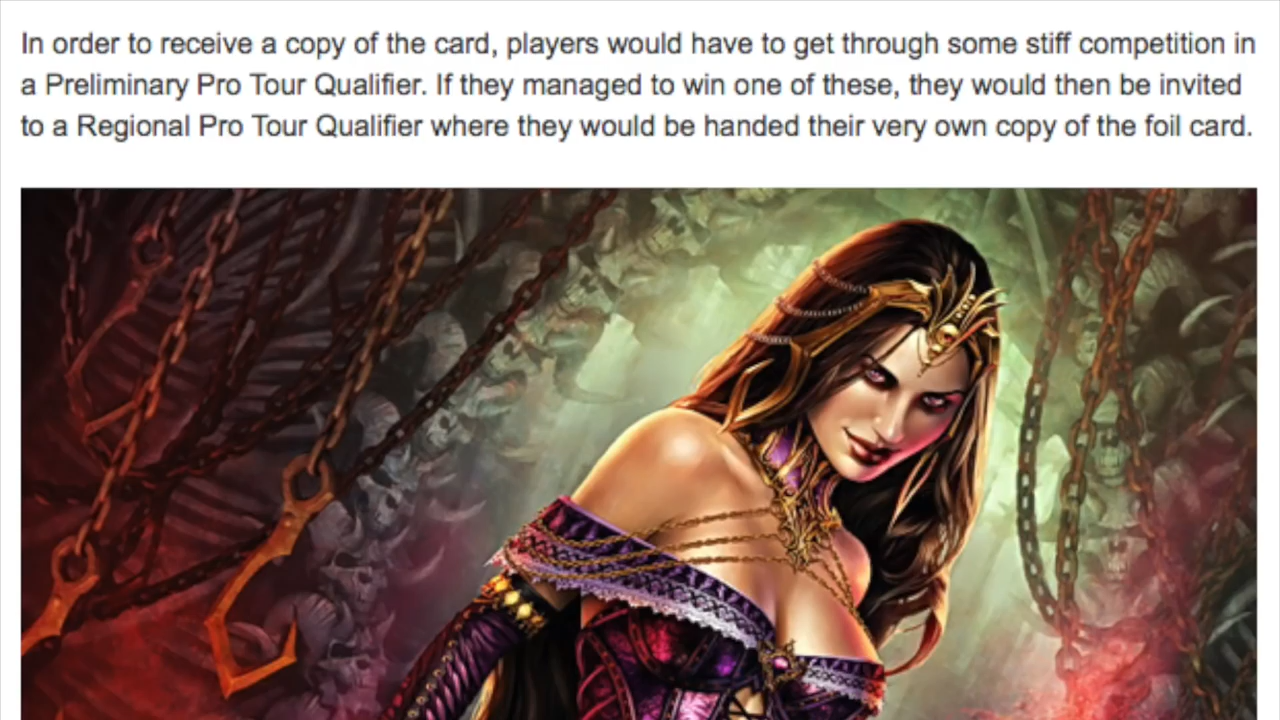 In order to receive a copy of the card, players would have to get through some stiff competition in
a Preliminary Pro Tour Qualifier. If they managed to win one of these, they would then be invited
to a Regional Pro Tour Qualifier where they would be handed their very own copy of the foil card.